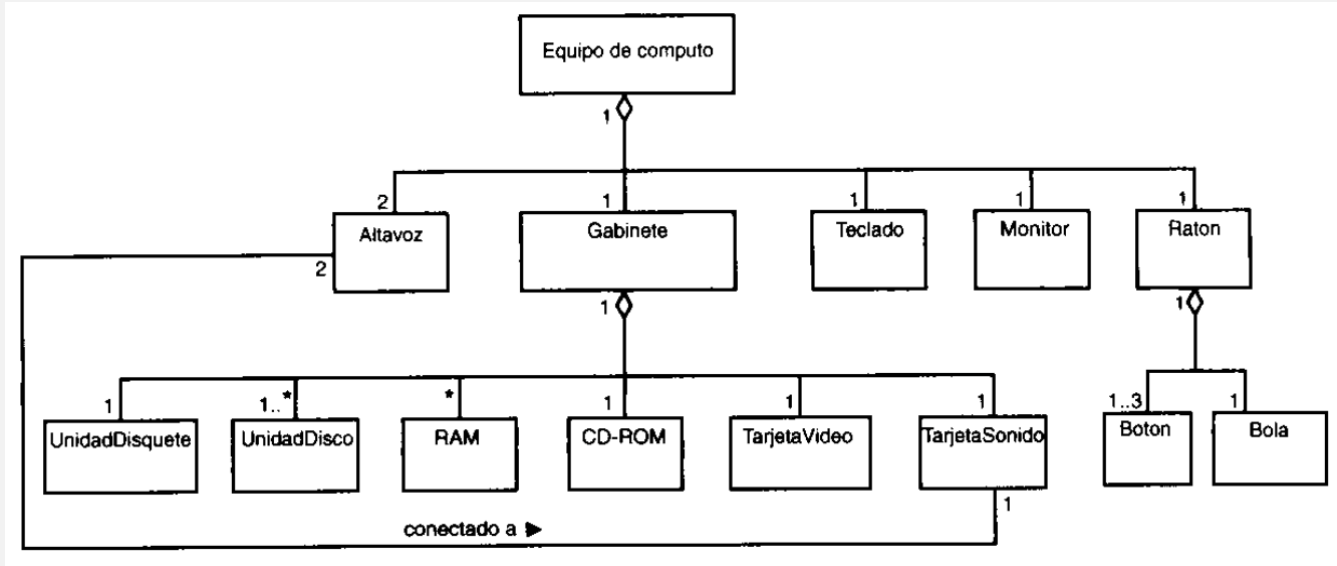 Equipo de computo
1
2
1
1
1
1
Altavoz
Gabinete
Teclado
Monitor
Raton
2
1
1
1
1..*
*
1
1
1
1..3
1
UnidadDisquete
UnidadDisco
RAM
CD-ROM
TarjetaVideo
TarjetaSonido
Boton
Bola
1
conectado a ►